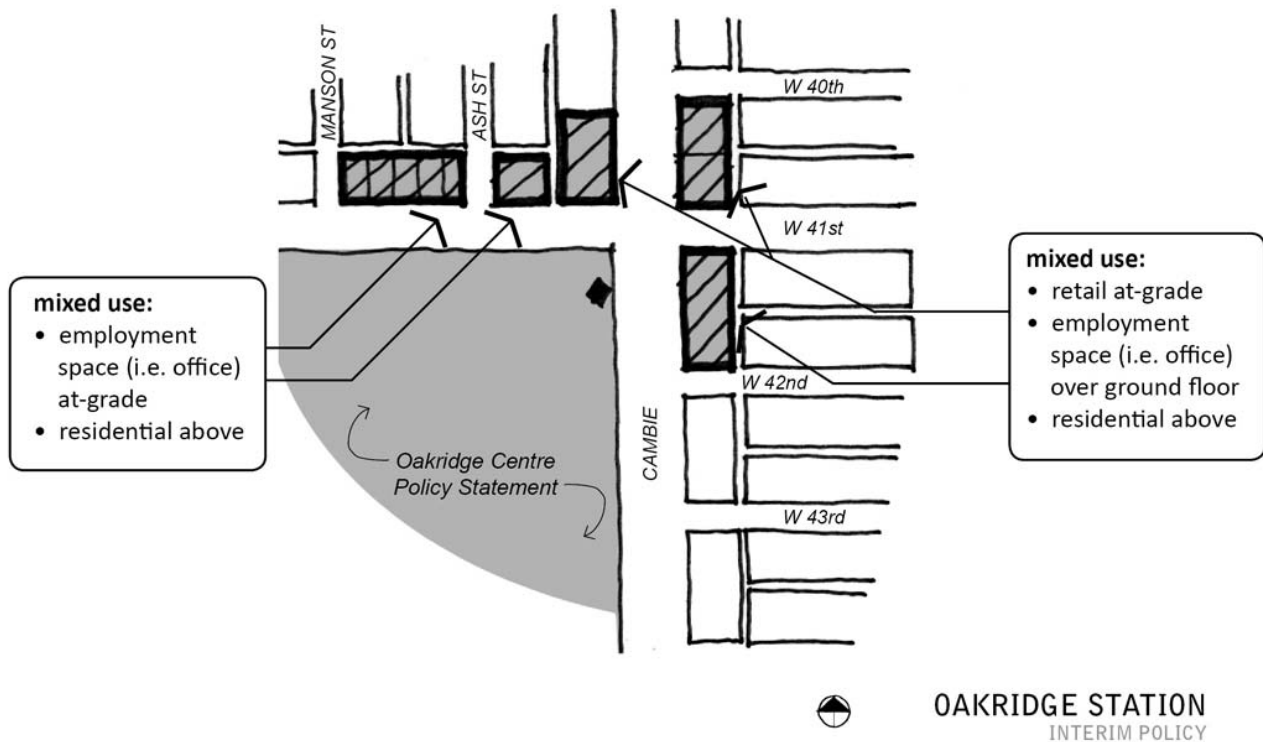 MANSON ST
ASH ST
W 40th
W 41st
mixed use:
• employment
space (i.e. office)
at-grade
• residential above
mixed use:
• retail at-grade
• employment
space (i.e. office)
over ground floor
• residential above
W 42nd
CAMBIE
Oakridge Centre
Policy Statement
W 43rd
OAKRIDGE STATION
INTERIM POLICY